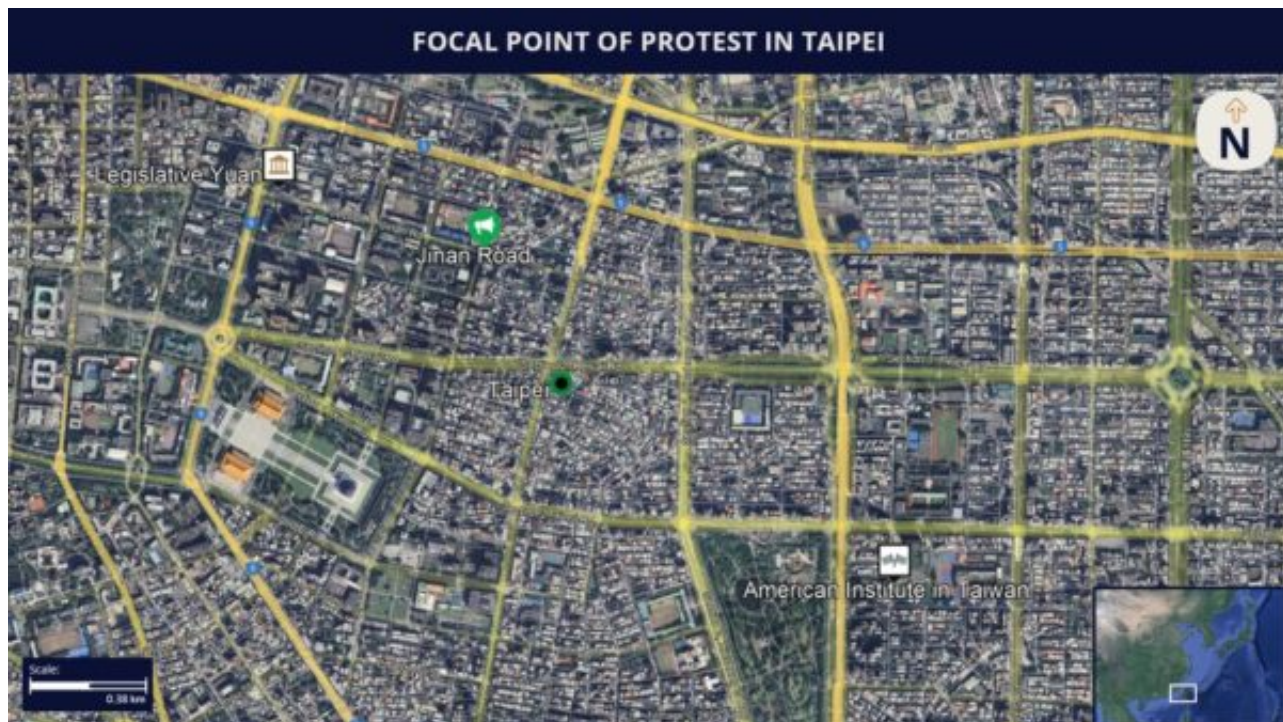 FOCAL POINT OF PROTEST IN TAIPEI
N
Legislative Yuan
Jinan Road
Taipei
American Institute in Taiwan
Scale:
0.38 km